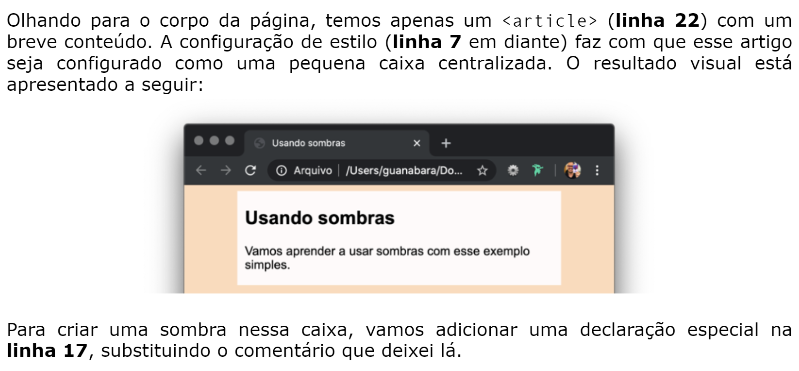 Olhando para o corpo da página, temos apenas um <article> (linha 22) com um
breve conteúdo. A configuração de estilo (linha 7 em diante) faz com que esse artigo
seja configurado como uma pequena caixa centralizada. O resultado visual está
apresentado a seguir:
Usando sombras
Arquivo | /Users/guanabara/Do...
Usando sombras
Vamos aprender a usar sombras com esse exemplo
simples.
Para criar uma sombra nessa caixa, vamos adicionar uma declaração especial na
linha 17, substituindo o comentário que deixei lá.